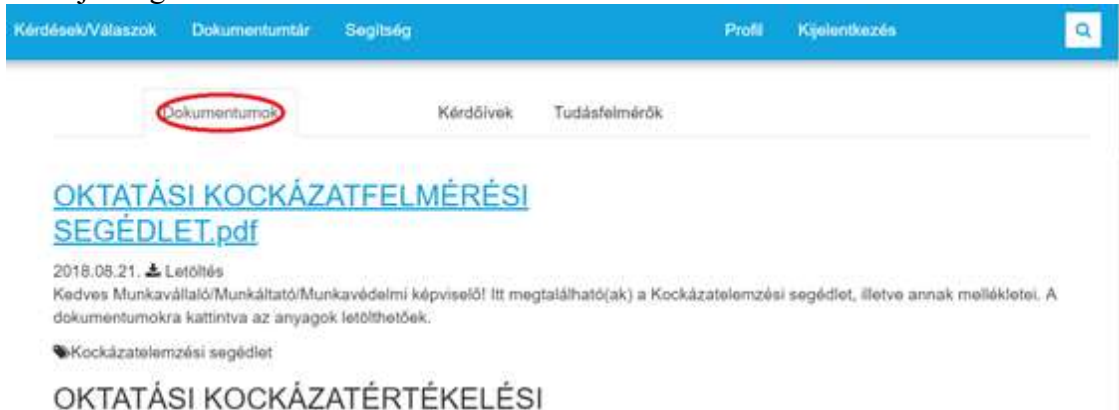 Kérdések/Válaszok Dokumentumtár Segítség Profil Kijelentkezés
Dokumentumok Kérdőívek Tudásfelmérők
OKTATÁSI KOCKÁZATFELMÉRÉSI
SEGÉDLET.pdf
2018.08.21. Letöltés
Kedves Munkavállaló/Munkáltató/Munkavédelmi képviselő! Itt megtalálható(ak) a Kockázatelemzési segédlet, illetve annak mellékletei. A
dokumentumokra kattintva az anyagok letölthetőek.
Kockázatelemzési segédlet
OKTATÁSI KOCKÁZATÉRTÉKELÉSI